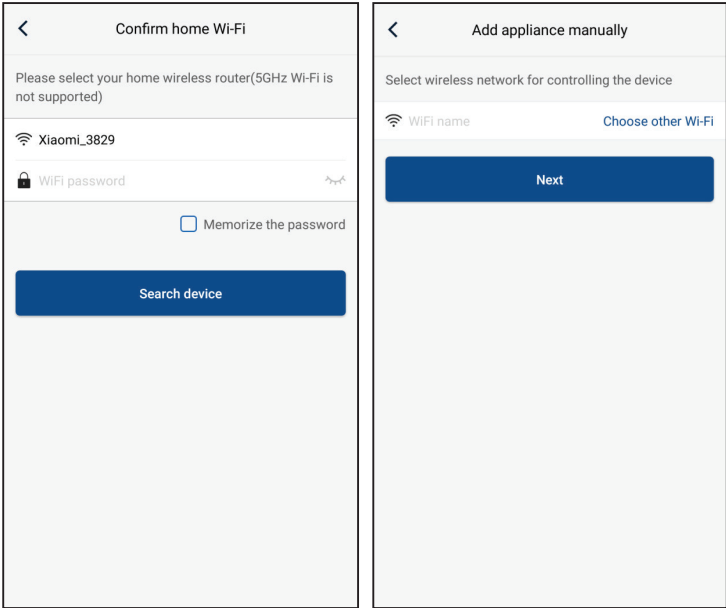 Confirm home Wi-Fi
Please select your home wireless router(5GHz Wi-Fi is
not supported)
Xiaomi_3829
WiFi password
Memorize the password
Search device
Add appliance manually
Select wireless network for controlling the device
WiFi name
Choose other Wi-Fi
Next